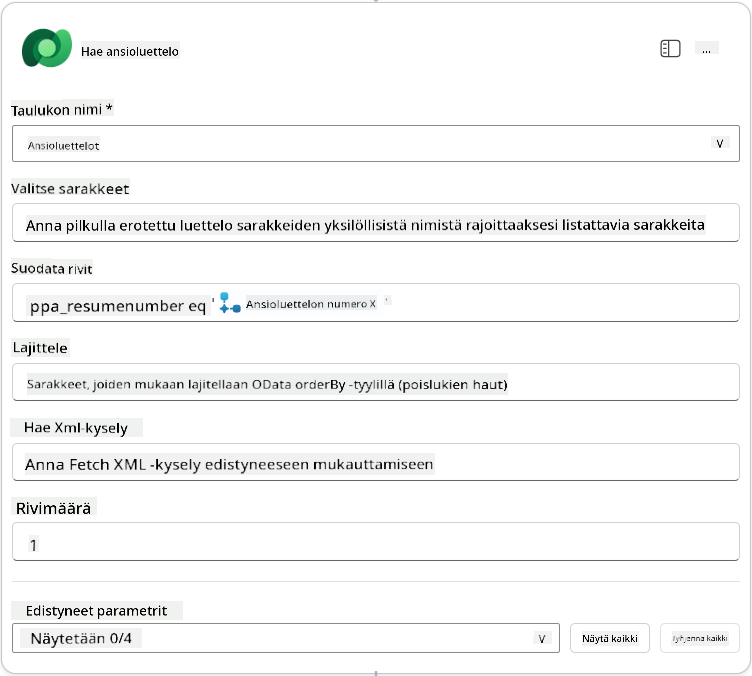 Hae ansioluettelo
...
Taulukon nimi *
Ansioluettelot
V
Valitse sarakkeet
Anna pilkulla erotettu luettelo sarakkeiden yksilöllisistä nimistä rajoittaaksesi listattavia sarakkeita
Suodata rivit
ppa_resumenumber eq ' Ansioluettelon numero X '
Lajittele
Sarakkeet, joiden mukaan lajitellaan OData orderBy -tyylillä (poislukien haut)
Hae Xml-kysely
Anna Fetch XML -kysely edistyneeseen mukauttamiseen
Rivimäärä
1
Edistyneet parametrit
Näytetään 0/4 V Näytä kaikki Tyhjennä kaikki